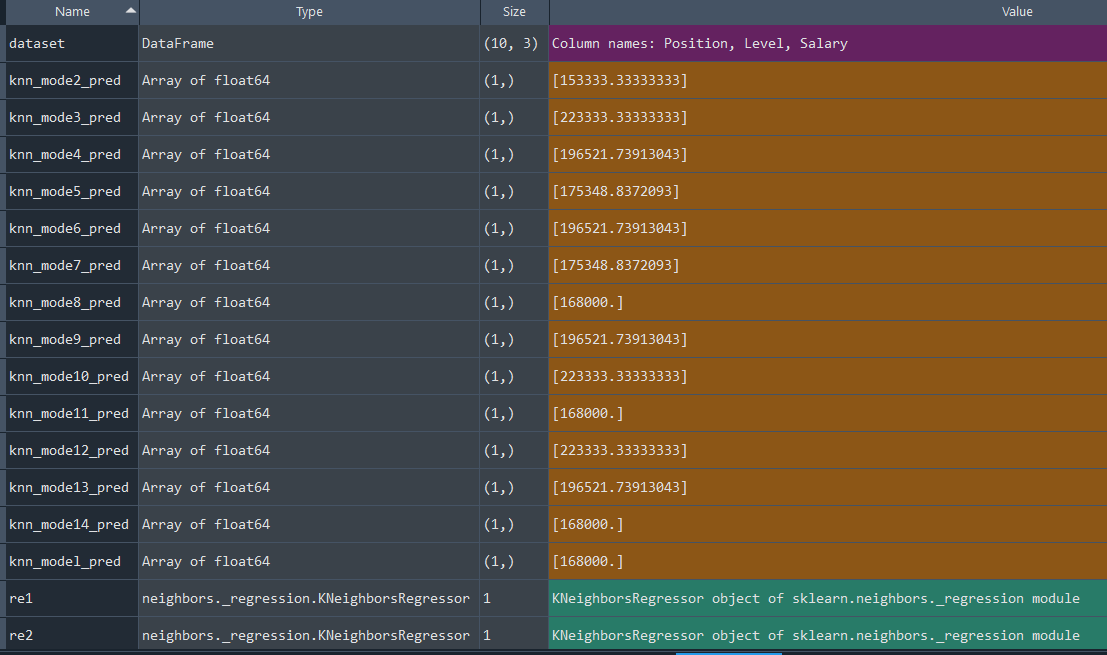 Name Type Size Value
dataset DataFrame (10, 3) Column names: Position, Level, Salary
knn_mode2_pred Array of float64 (1,) [153333.33333333]
knn_mode3_pred Array of float64 (1,) [223333.33333333]
knn_mode4_pred Array of float64 (1,) [196521.73913043]
knn_mode5_pred Array of float64 (1,) [175348.8372093]
knn_mode6_pred Array of float64 (1,) [196521.73913043]
knn_mode7_pred Array of float64 (1,) [175348.8372093]
knn_mode8_pred Array of float64 (1,) [168000.]
knn_mode9_pred Array of float64 (1,) [196521.73913043]
knn_mode10_pred Array of float64 (1,) [223333.33333333]
knn_mode11_pred Array of float64 (1,) [168000.]
knn_mode12_pred Array of float64 (1,) [223333.33333333]
knn_mode13_pred Array of float64 (1,) [196521.73913043]
knn_mode14_pred Array of float64 (1,) [168000.]
knn_model_pred Array of float64 (1,) [168000.]
re1 neighbors._regression.KNeighborsRegressor 1 KNeighborsRegressor object of sklearn.neighbors._regression module
re2 neighbors._regression.KNeighborsRegressor 1 KNeighborsRegressor object of sklearn.neighbors._regression module